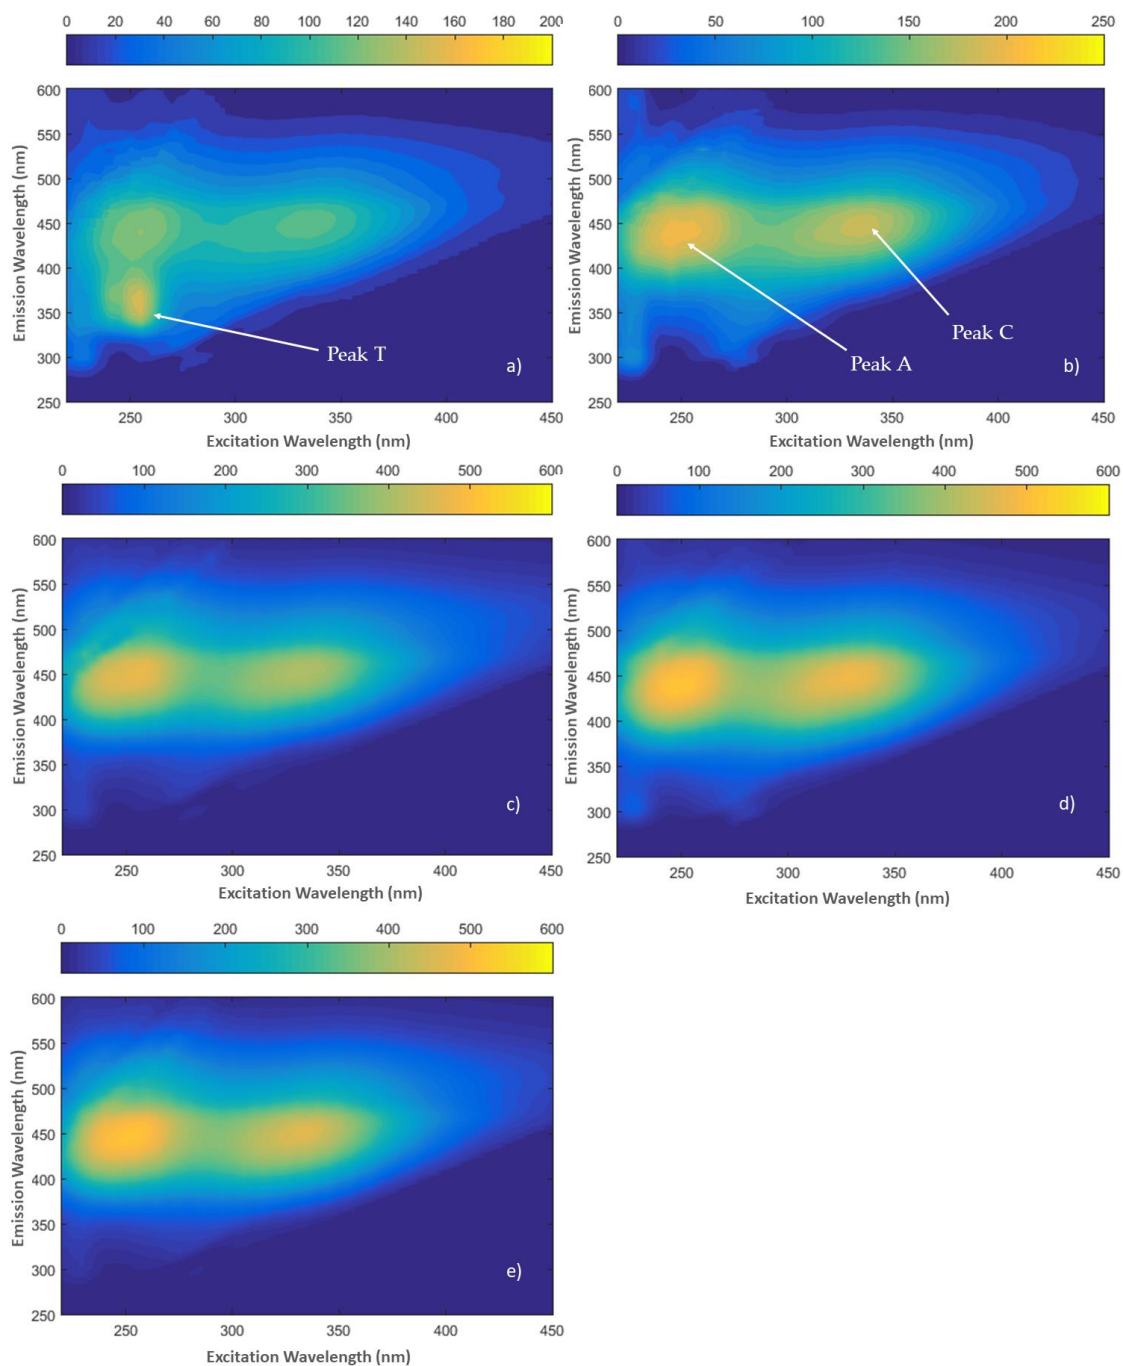 0 20 40 60 80 100 120 140 160 180 200
600
550
500
450
400
350
300
250
Emission Wavelength (nm)
Peak T
a)
250 300 350 400 450
Excitation Wavelength (nm)
0 50 100 150 200 250
600
550
500
450
400
350
300
250
Emission Wavelength (nm)
Peak C
Peak A
b)
250 300 350 400 450
Excitation Wavelength (nm)
0 100 200 300 400 500 600
600
550
500
450
400
350
300
250
Emission Wavelength (nm)
c)
250 300 350 400 450
Excitation Wavelength (nm)
0 100 200 300 400 500 600
600
550
500
450
400
350
300
250
Emission Wavelength (nm)
d)
250 300 350 400 450
Excitation Wavelength (nm)
0 100 200 300 400 500 600
600
550
500
450
400
350
300
250
Emission Wavelength (nm)
e)
250 300 350 400 450
Excitation Wavelength (nm)